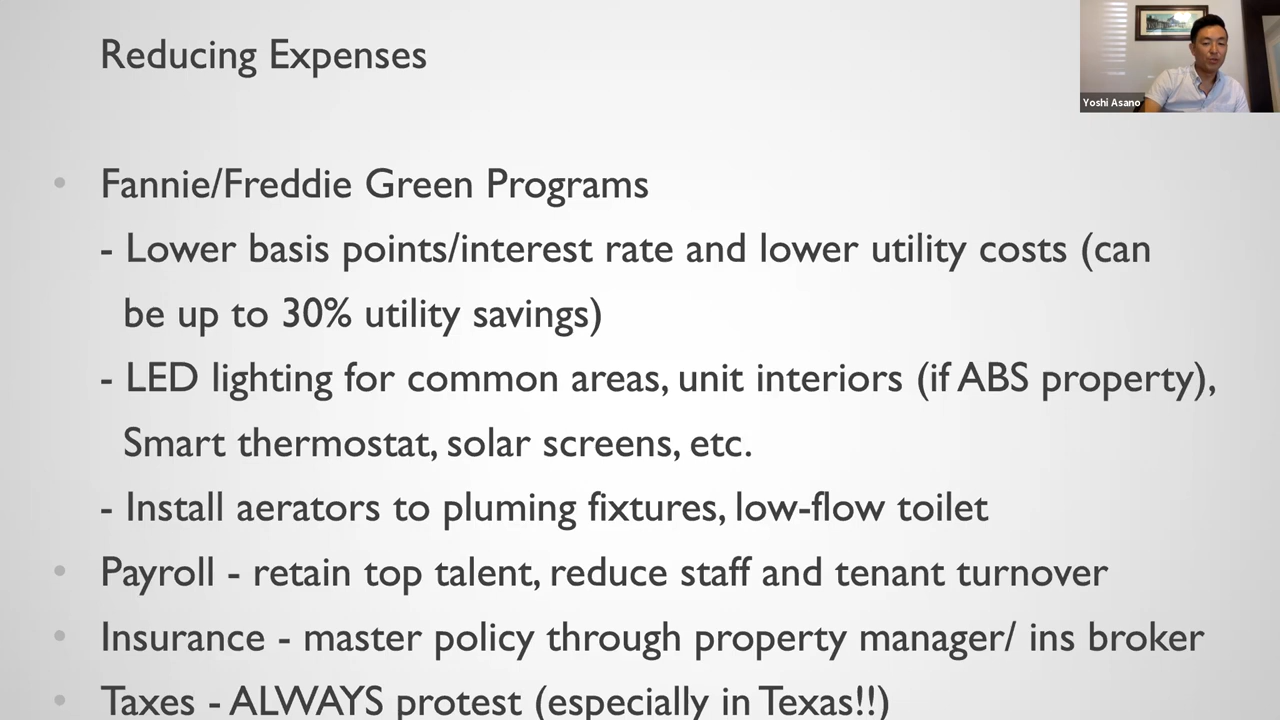 Reducing Expenses
Yoshi Asano
• Fannie/Freddie Green Programs
- Lower basis points/interest rate and lower utility costs (can
be up to 30% utility savings)
- LED lighting for common areas, unit interiors (if ABS property),
Smart thermostat, solar screens, etc.
- Install aerators to pluming fixtures, low-flow toilet
• Payroll - retain top talent, reduce staff and tenant turnover
• Insurance - master policy through property manager/ ins broker
• Taxes - ALWAYS protest (especially in Texas!!)